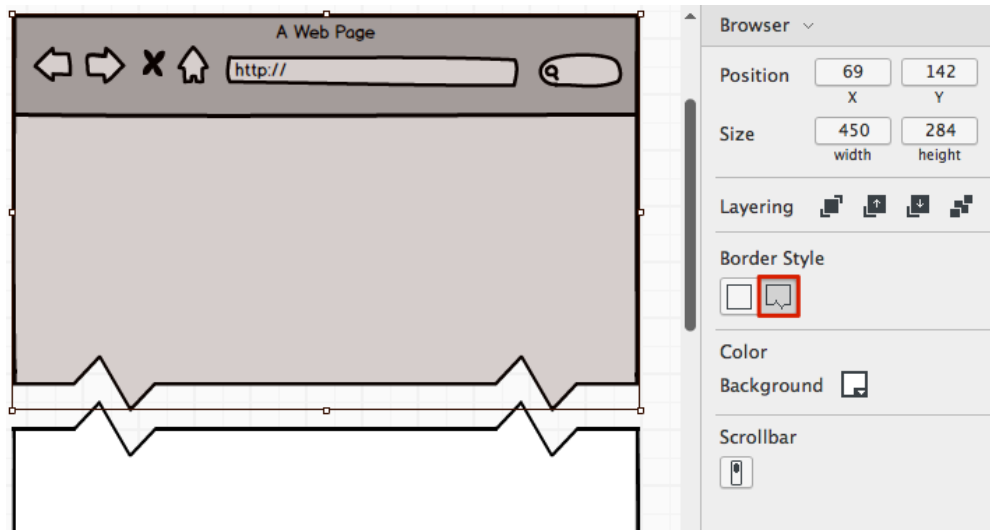 A Web Page
http://
Browser
Position 69 142
X Y
Size 450 284
width height
Layering
Border Style
Color
Background
Scrollbar